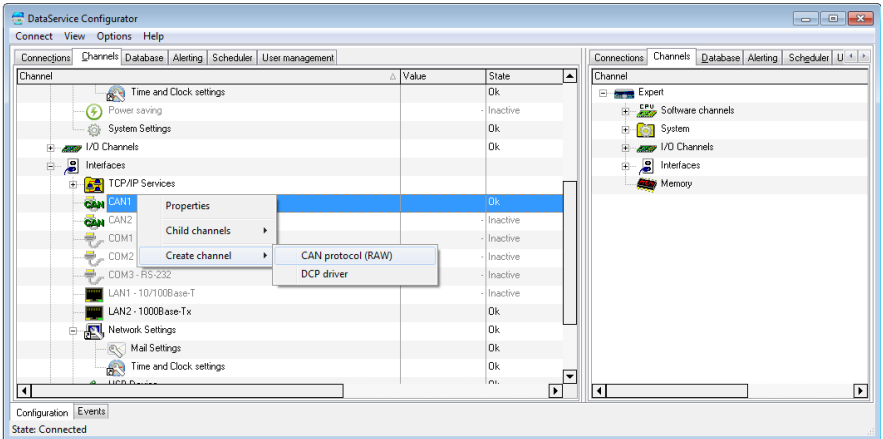 DataService Configurator
Connect View Options Help
Connections Channels Database Alerting Scheduler User management
Channel Value State
Time and Clock settings Ok
Power saving - Inactive
System Settings Ok
I/O Channels Ok
Interfaces
TCP/IP Services
CAN1 Ok
CAN2 - Inactive
COM1 - Inactive
COM2 - Inactive
COM3 - RS-232 - Inactive
LAN1 - 10/100Base-T - Inactive
LAN2 - 1000Base-Tx Ok
Network Settings Ok
Mail Settings Ok
Time and Clock settings Ok
USB Device Ok
Properties
Child channels
Create channel
CAN protocol (RAW)
DCP driver
Connections Channels Database Alerting Scheduler U
Channel
Expert
CPU
Software channels
System
I/O Channels
Interfaces
Memory
Configuration Events
State: Connected